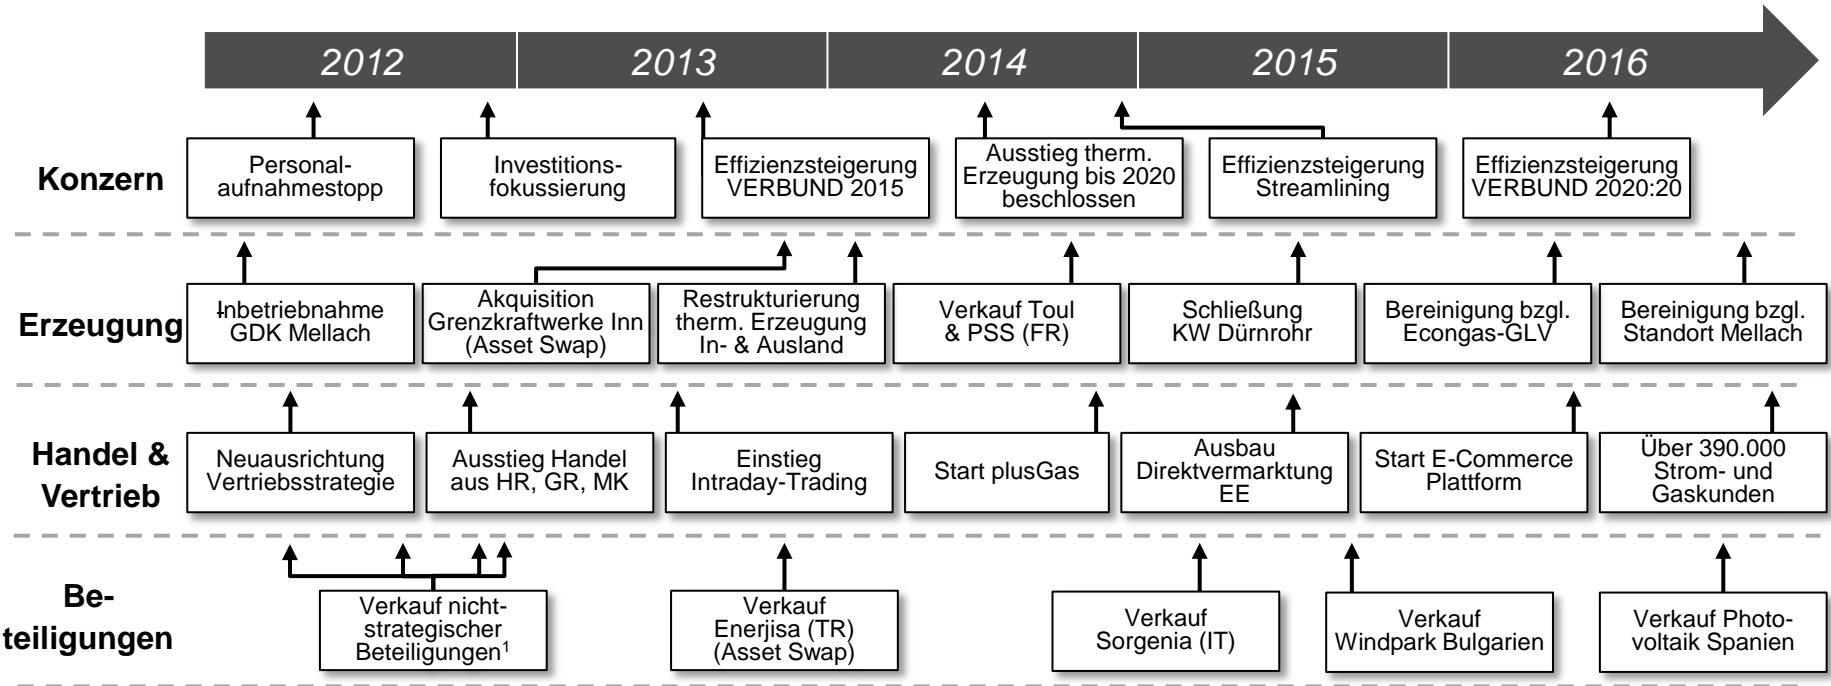 2012
2013
2014
2015
2016
Konzern
Personal-
aufnahmestopp
Investitions-
fokussierung
Effizienzsteigerung
VERBUND 2015
Ausstieg therm.
Erzeugung bis 2020
beschlossen
Effizienzsteigerung
Streamlining
Effizienzsteigerung
VERBUND 2020:20
Erzeugung
Inbetriebnahme
GDK Mellach
Akquisition
Grenzkraftwerke Inn
(Asset Swap)
Restrukturierung
therm. Erzeugung
In- & Ausland
Verkauf Toul
& PSS (FR)
Schließung
KW Dürnrohr
Bereinigung bzgl.
Econgas-GLV
Bereinigung bzgl.
Standort Mellach
Handel &
Vertrieb
Neuausrichtung
Vertriebsstrategie
Ausstieg Handel
aus HR, GR, MK
Einstieg
Intraday-Trading
Start plusGas
Ausbau
Direktvermarktung
EE
Start E-Commerce
Plattform
Über 390.000
Strom- und
Gaskunden
Be-
teiligungen
Verkauf nicht-
strategischer
Beteiligungen¹
Verkauf
Enerjisa (TR)
(Asset Swap)
Verkauf
Sorgenia (IT)
Verkauf
Windpark Bulgarien
Verkauf Photo-
voltaik Spanien